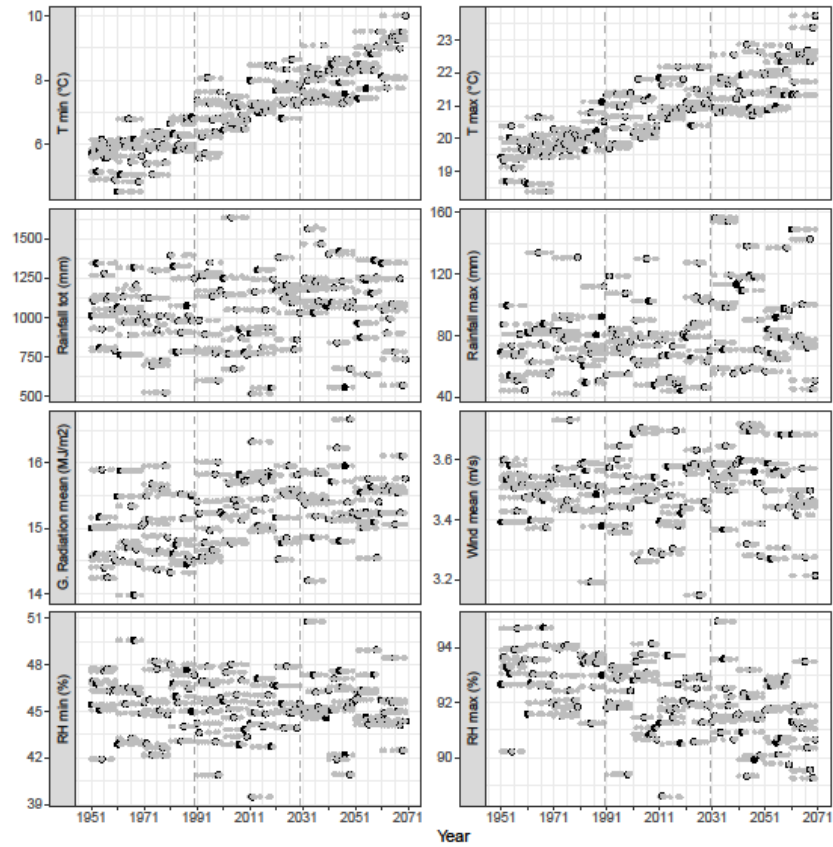 T min (°C)
10
8
6
T max (°C)
23
22
21
20
19
18
Rainfall tot (mm)
1500
1250
1000
750
500
Rainfall max (mm)
160
120
80
40
G. Radiation mean (MJ/m2)
16
15
14
Wind mean (m/s)
3.6
3.4
3.2
RH min (%)
51
48
45
42
39
RH max (%)
94
92
90
1951 1971 1991 2011 2031 2051 2071
1951 1971 1991 2011 2031 2051 2071
Year